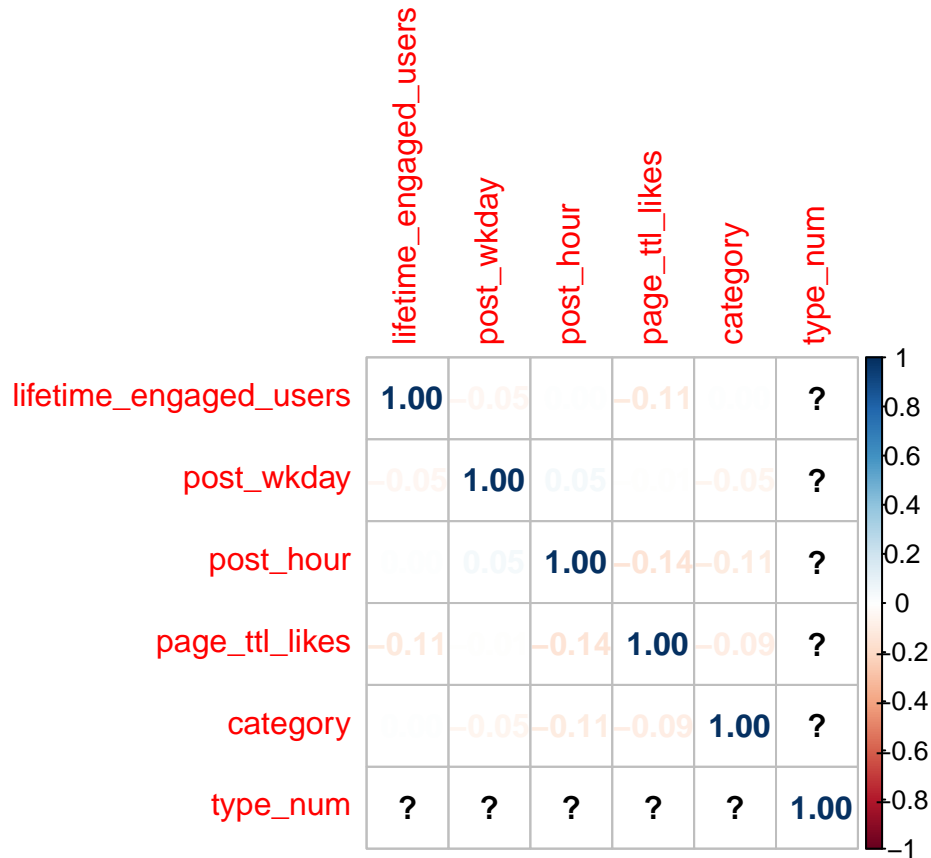 lifetime_engaged_users
post_wkday
post_hour
page_ttl_likes
category
type_num
lifetime_engaged_users 1.00 −0.05 −0.11 ?
post_wkday −0.05 1.00 0.05 −0.05 ?
post_hour 0.05 1.00 −0.14 −0.11 ?
page_ttl_likes −0.11 −0.14 1.00 −0.09 ?
category −0.05 −0.11 −0.09 1.00 ?
type_num ? ? ? ? ? 1.00
1
0.8
0.6
0.4
0.2
0
−0.2
−0.4
−0.6
−0.8
−1